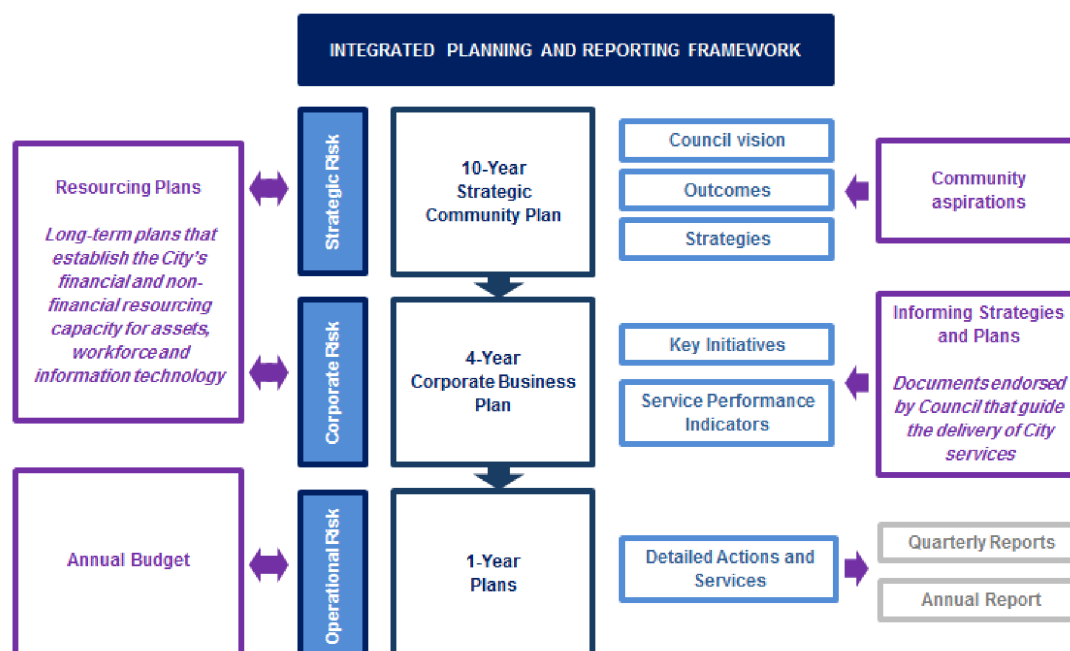 INTEGRATED PLANNING AND REPORTING FRAMEWORK
Resourcing Plans
Long-term plans that
establish the City's
financial and non-
financial resourcing
capacity for assets,
workforce and
information technology
Strategic Risk
10-Year
Strategic
Community Plan
Council vision
Outcomes
Strategies
Community
aspirations
Corporate Risk
4-Year
Corporate Business
Plan
Key Initiatives
Service Performance
Indicators
Informing Strategies
and Plans
Documents endorsed
by Council that guide
the delivery of City
services
Annual Budget
Operational Risk
1-Year
Plans
Detailed Actions and
Services
Quarterly Reports
Annual Report